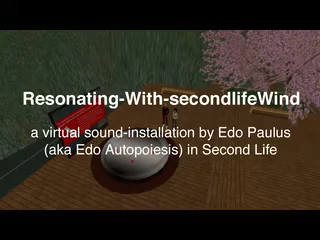 Resonating-With-secondlifeWind
a virtual sound-installation by Edo Paulus
(aka Edo Autopoiesis) in Second Life